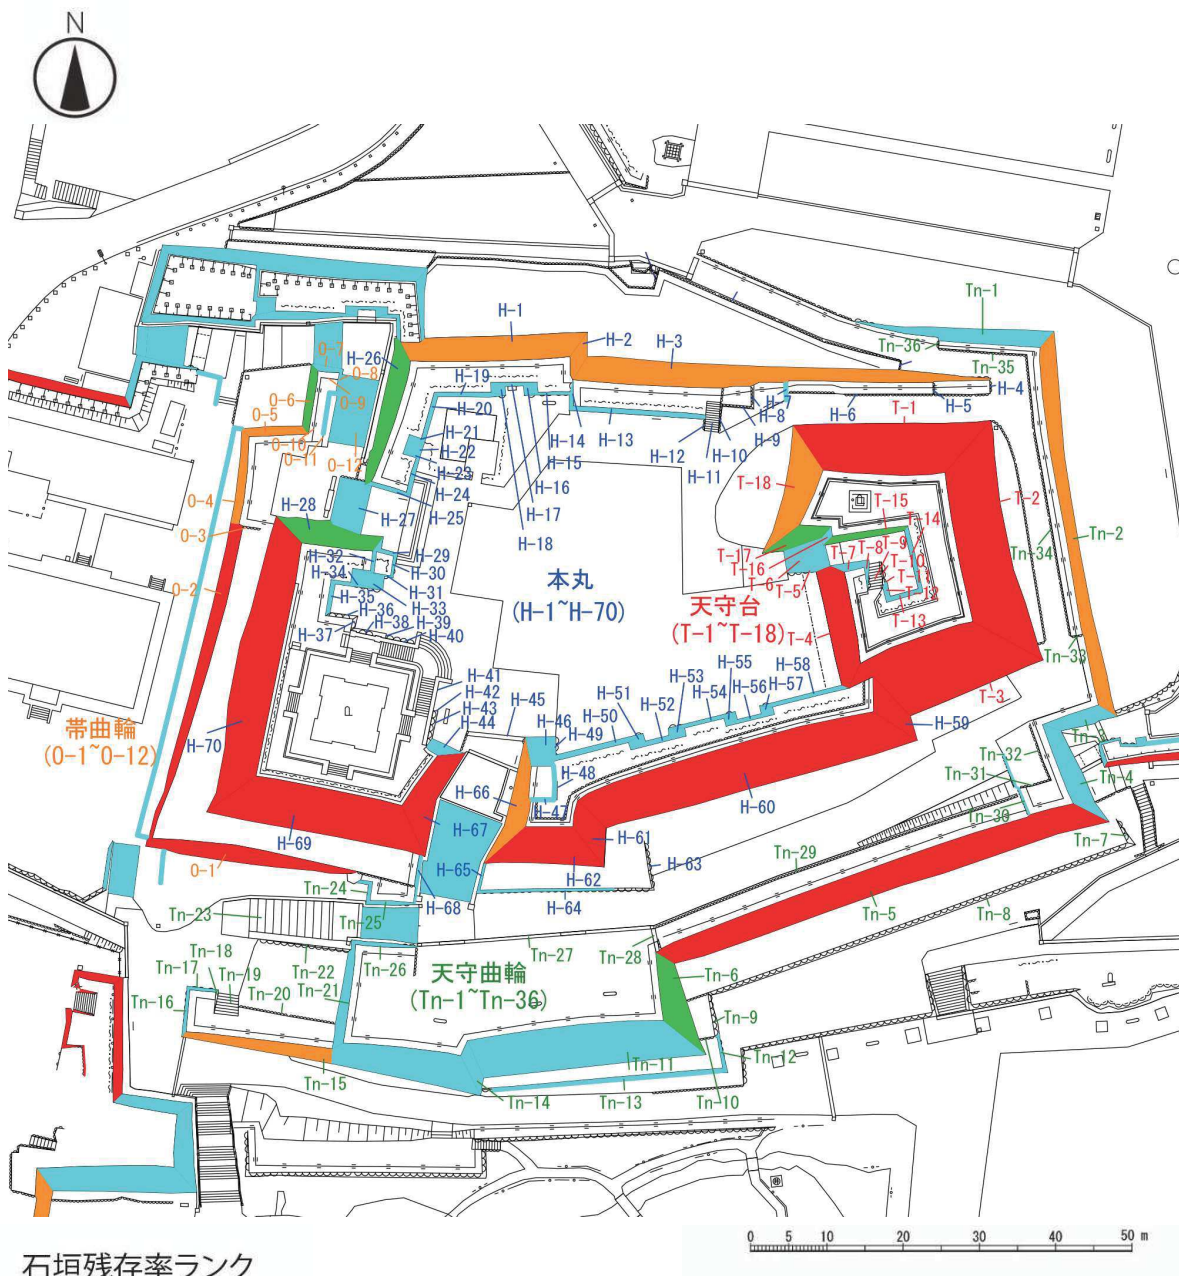 N
Tn-1
H-1
H-2
H-3
Tn-36
Tn-35
O-7
H-26
O-8
O-9
H-19
H-20
H-4
O-6
O-5
O-10
O-11
O-12
H-21
H-22
H-23
H-24
H-25
H-14
H-15
H-16
H-17
H-18
H-13
H-12
H-11
H-10
H-9
H-8
H-7
H-6
H-5
T-1
T-18
T-15
T-14
T-2
O-4
O-3
O-2
H-28
H-27
H-29
H-30
H-31
H-32
H-33
H-34
H-35
H-36
H-37
H-38
H-39
H-40
T-17
T-16
T-6
T-5
T-7
T-8
T-9
T-10
T-12
T-13
T-4
T-3
Tn-34
Tn-2
Tn-33
本丸
(H-1~H-70)
天守台
(T-1~T-18)
帯曲輪
(O-1~O-12)
H-70
H-41
H-42
H-43
H-44
H-45
H-46
H-49
H-50
H-51
H-52
H-53
H-54
H-55
H-56
H-57
H-58
H-59
H-48
H-47
H-60
H-61
H-62
H-63
H-64
H-65
H-66
H-67
H-68
H-69
O-1
Tn-32
Tn-31
Tn-30
Tn-4
Tn-7
Tn-29
Tn-5
Tn-8
Tn-24
Tn-23
Tn-25
Tn-18
Tn-17
Tn-19
Tn-16
Tn-20
Tn-22
Tn-21
Tn-26
Tn-27
Tn-28
天守曲輪
(Tn-1~Tn-36)
Tn-6
Tn-9
Tn-12
Tn-11
Tn-10
Tn-13
Tn-14
Tn-15
石垣残存率ランク
0 5 10 20 30 40 50 m